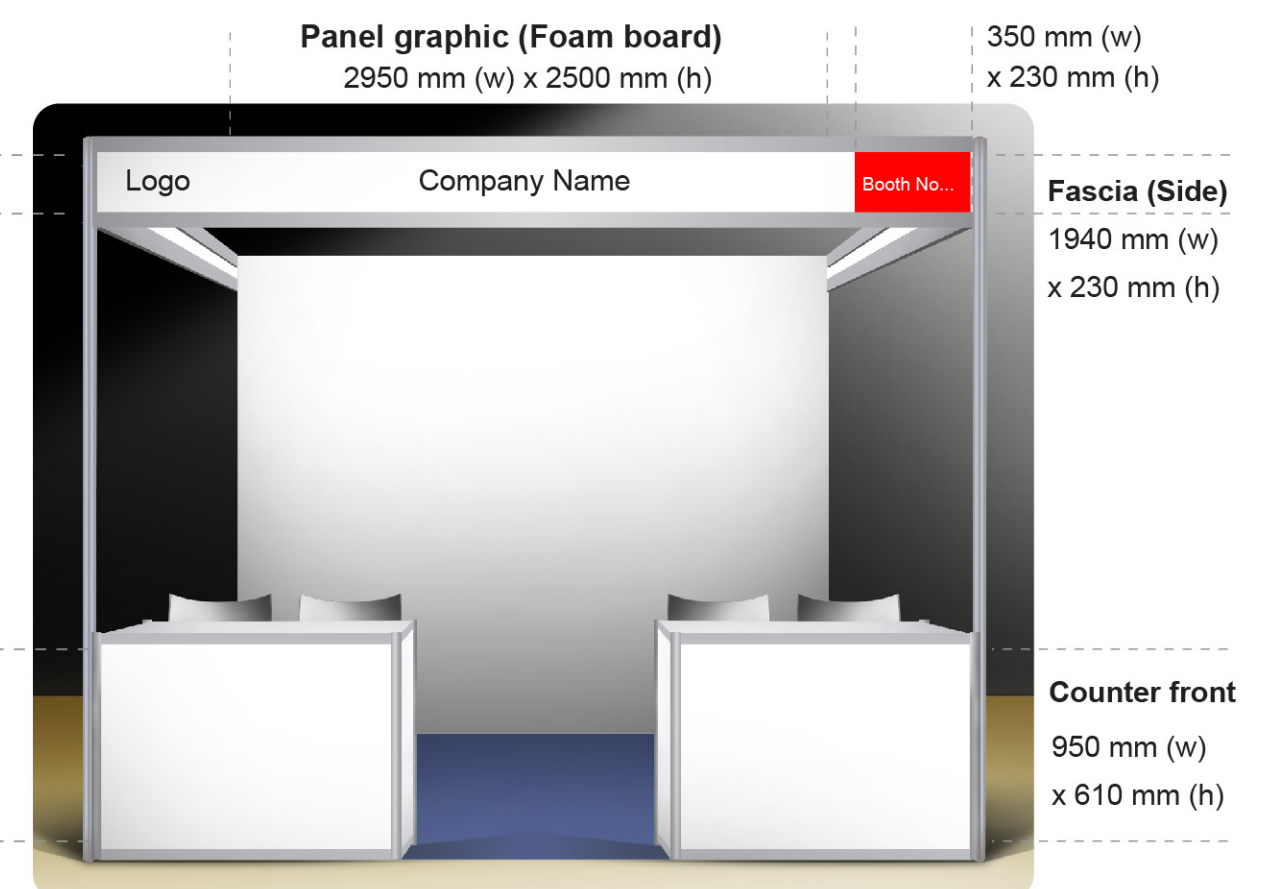 Panel graphic (Foam board)
2950 mm (w) x 2500 mm (h)
350 mm (w)
x 230 mm (h)
Logo
Company Name
Booth No...
Fascia (Side)
1940 mm (w)
x 230 mm (h)
Counter front
950 mm (w)
x 610 mm (h)